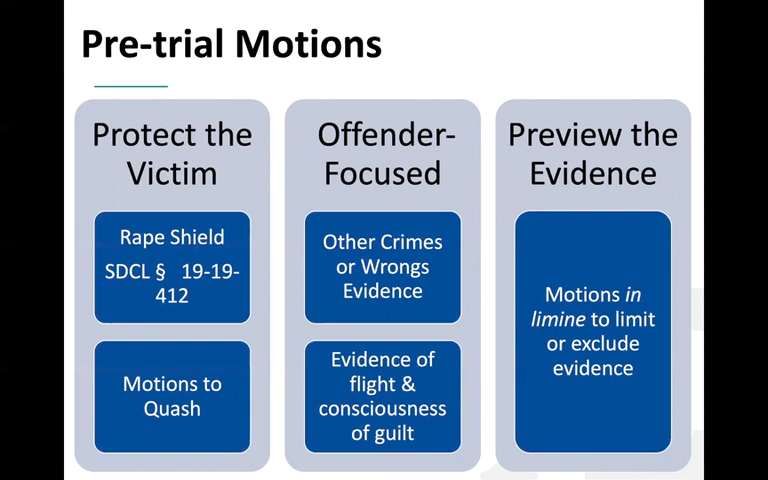 Pre-trial Motions
Protect the
Victim
Rape Shield
SDCL § 19-19-
412
Motions to
Quash
Offender-
Focused
Other Crimes
or Wrongs
Evidence
Evidence of
flight &
consciousness
of guilt
Preview the
Evidence
Motions in
limine to limit
or exclude
evidence